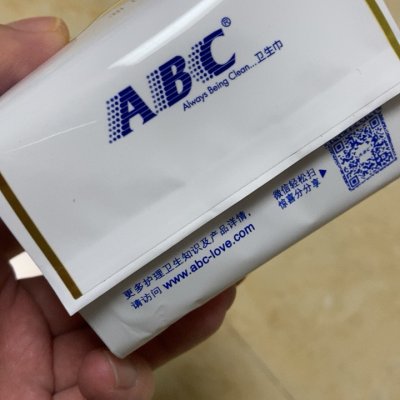 ABC®
Always Being Clean...卫生巾
微信轻松扫
惊喜分分享▶
更多护理卫生知识及产品详情,
请访问 www.abc-love.com